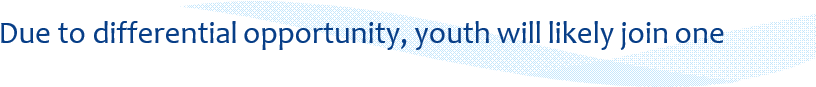 Due to differential opportunity, youth will likely join one